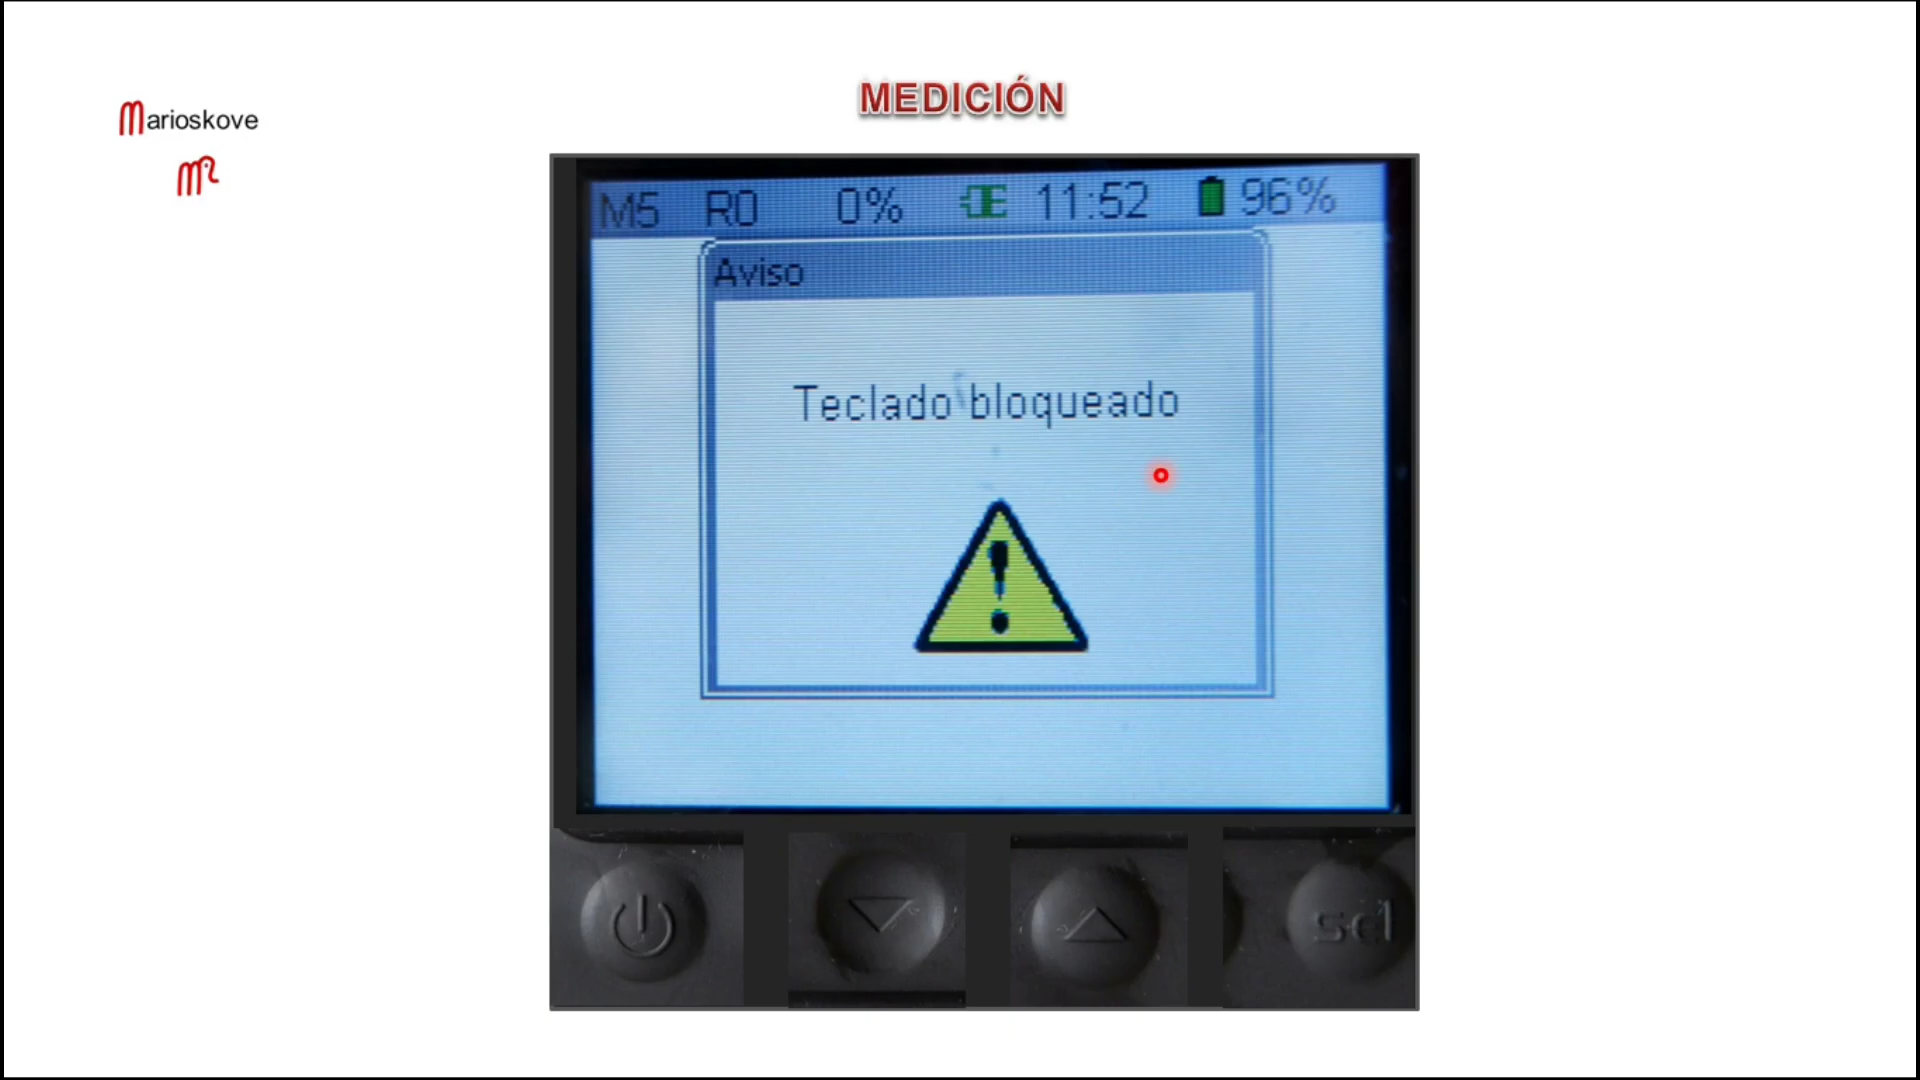 MEDICIÓN
Marioskove
M5 R0 0% 11:52 96%
Aviso
Teclado bloqueado
sel